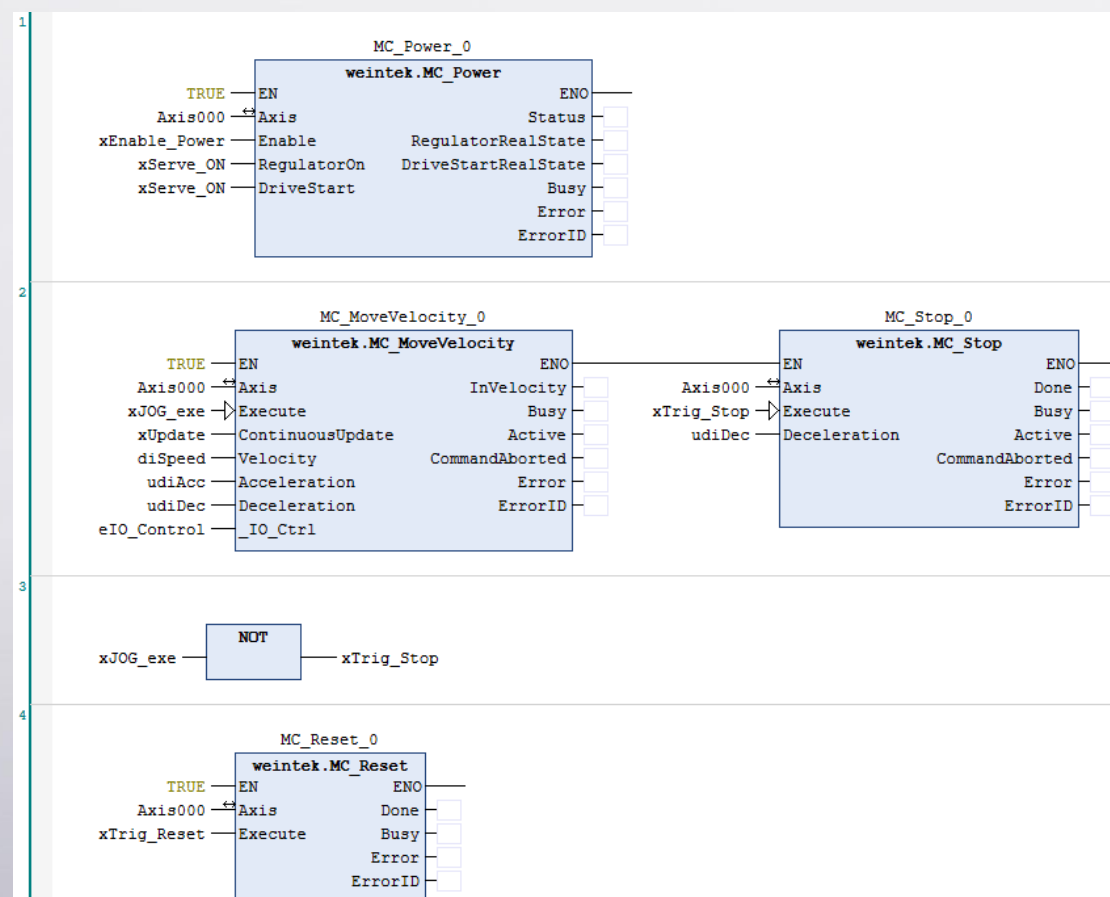 1
MC_Power_0
weintek.MC_Power
TRUE EN ENO
Axis000 Axis Status
xEnable_Power Enable RegulatorRealState
xServe_ON RegulatorOn DriveStartRealState
xServe_ON DriveStart Busy
Error
ErrorID
2
MC_MoveVelocity_0 MC_Stop_0
weintek.MC_MoveVelocity weintek.MC_Stop
TRUE EN ENO EN ENO
Axis000 Axis InVelocity Axis000 Axis Done
xJOG_exe Execute Busy xTrig_Stop Execute Busy
xUpdate ContinuousUpdate Active udiDec Deceleration Active
diSpeed Velocity CommandAborted CommandAborted
udiAcc Acceleration Error Error
udiDec Deceleration ErrorID ErrorID
eIO_Control _IO_Ctrl
3
NOT
xJOG_exe xTrig_Stop
4
MC_Reset_0
weintek.MC_Reset
TRUE EN ENO
Axis000 Axis Done
xTrig_Reset Execute Busy
Error
ErrorID